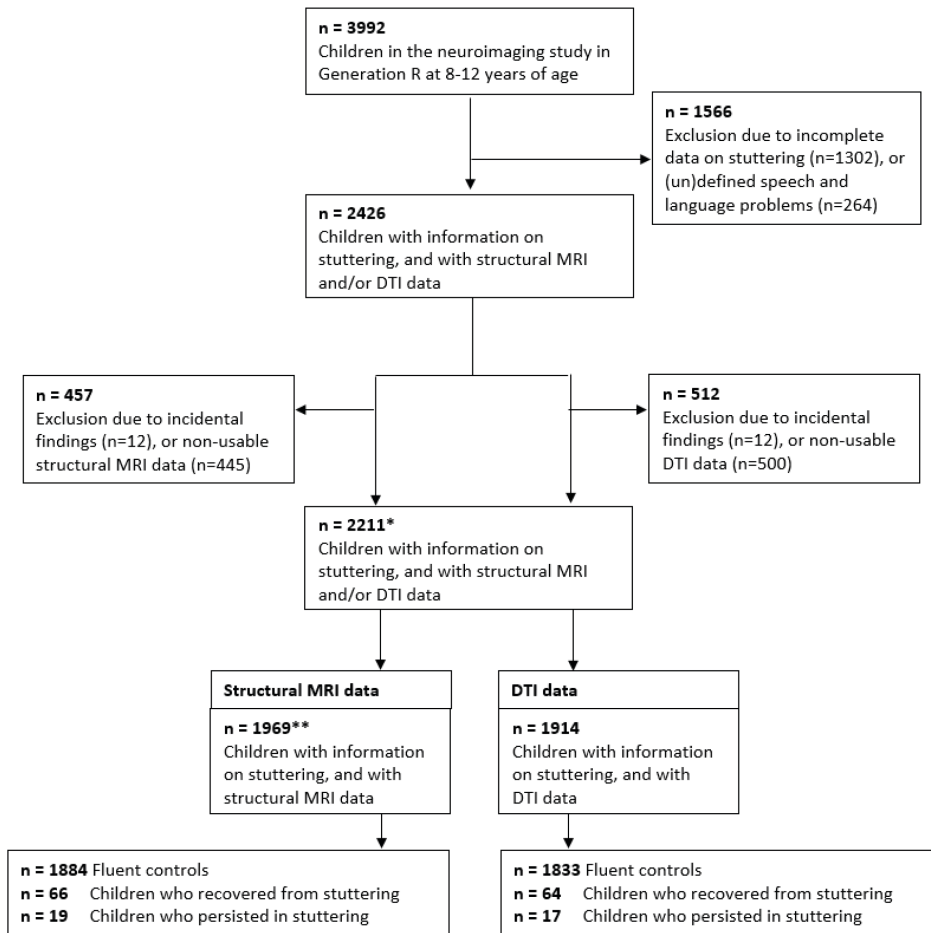 n = 3992
Children in the neuroimaging study in
Generation R at 8-12 years of age
n = 1566
Exclusion due to incomplete
data on stuttering (n=1302), or
(un)defined speech and
language problems (n=264)
n = 2426
Children with information on
stuttering, and with structural MRI
and/or DTI data
n = 457
Exclusion due to incidental
findings (n=12), or non-usable
structural MRI data (n=445)
n = 512
Exclusion due to incidental
findings (n=12), or non-usable
DTI data (n=500)
n = 2211*
Children with information on
stuttering, and with structural MRI
and/or DTI data
Structural MRI data
n = 1969**
Children with information
on stuttering, and with
structural MRI data
DTI data
n = 1914
Children with information
on stuttering, and with
DTI data
n = 1884 Fluent controls
n = 66 Children who recovered from stuttering
n = 19 Children who persisted in stuttering
n = 1833 Fluent controls
n = 64 Children who recovered from stuttering
n = 17 Children who persisted in stuttering